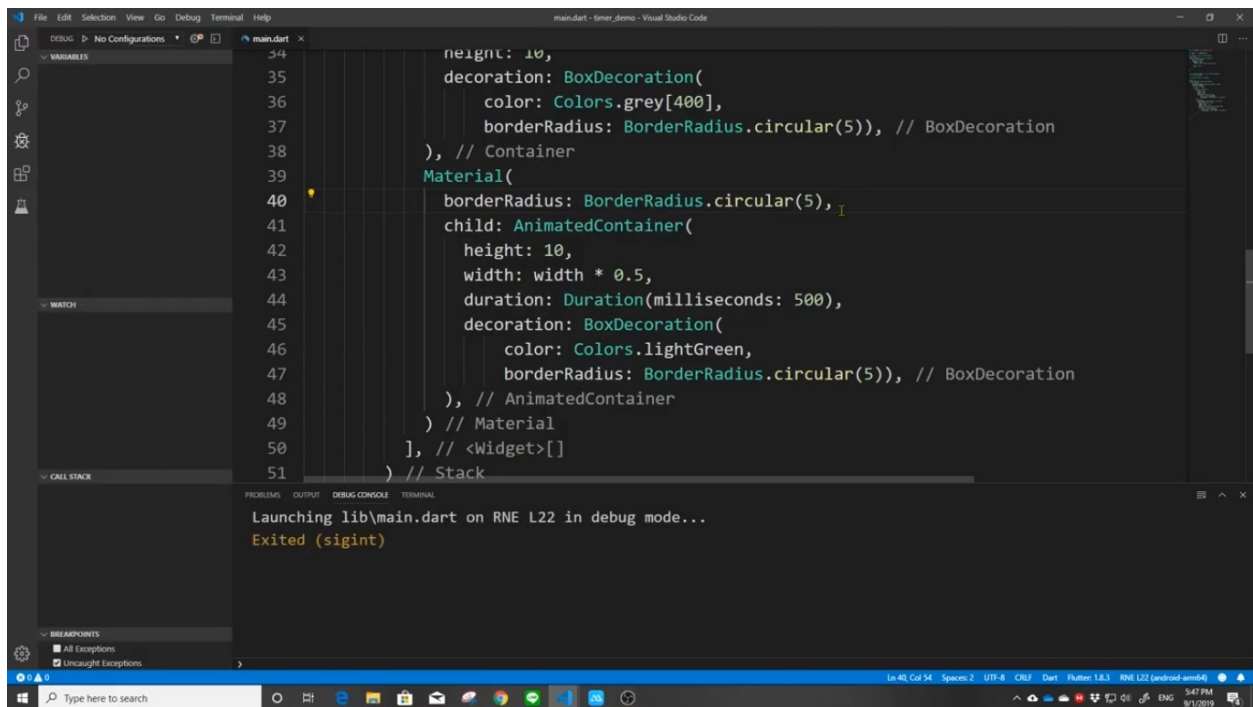 File Edit Selection View Go Debug Terminal Help
main.dart - timer_demo - Visual Studio Code
DEBUG No Configurations
main.dart
VARIABLES
34 height: 10,
35 decoration: BoxDecoration(
36 color: Colors.grey[400],
37 borderRadius: BorderRadius.circular(5)), // BoxDecoration
38 ), // Container
39 Material(
40 borderRadius: BorderRadius.circular(5),
41 child: AnimatedContainer(
42 height: 10,
43 width: width * 0.5,
44 duration: Duration(milliseconds: 500),
45 decoration: BoxDecoration(
46 color: Colors.lightGreen,
47 borderRadius: BorderRadius.circular(5)), // BoxDecoration
48 ), // AnimatedContainer
49 ) // Material
50 ], // <Widget>[]
51 ) // Stack
WATCH
CALL STACK
PROBLEMS OUTPUT DEBUG CONSOLE TERMINAL
Launching lib\main.dart on RNE L22 in debug mode...
Exited (sigint)
BREAKPOINTS
All Exceptions
Uncaught Exceptions
0 0
Ln 40, Col 54 Spaces: 2 UTF-8 CRLF Dart Flutter: 1.8.3 RNE L22 (android-arm64)
Type here to search
ENG
5:47 PM
9/1/2019